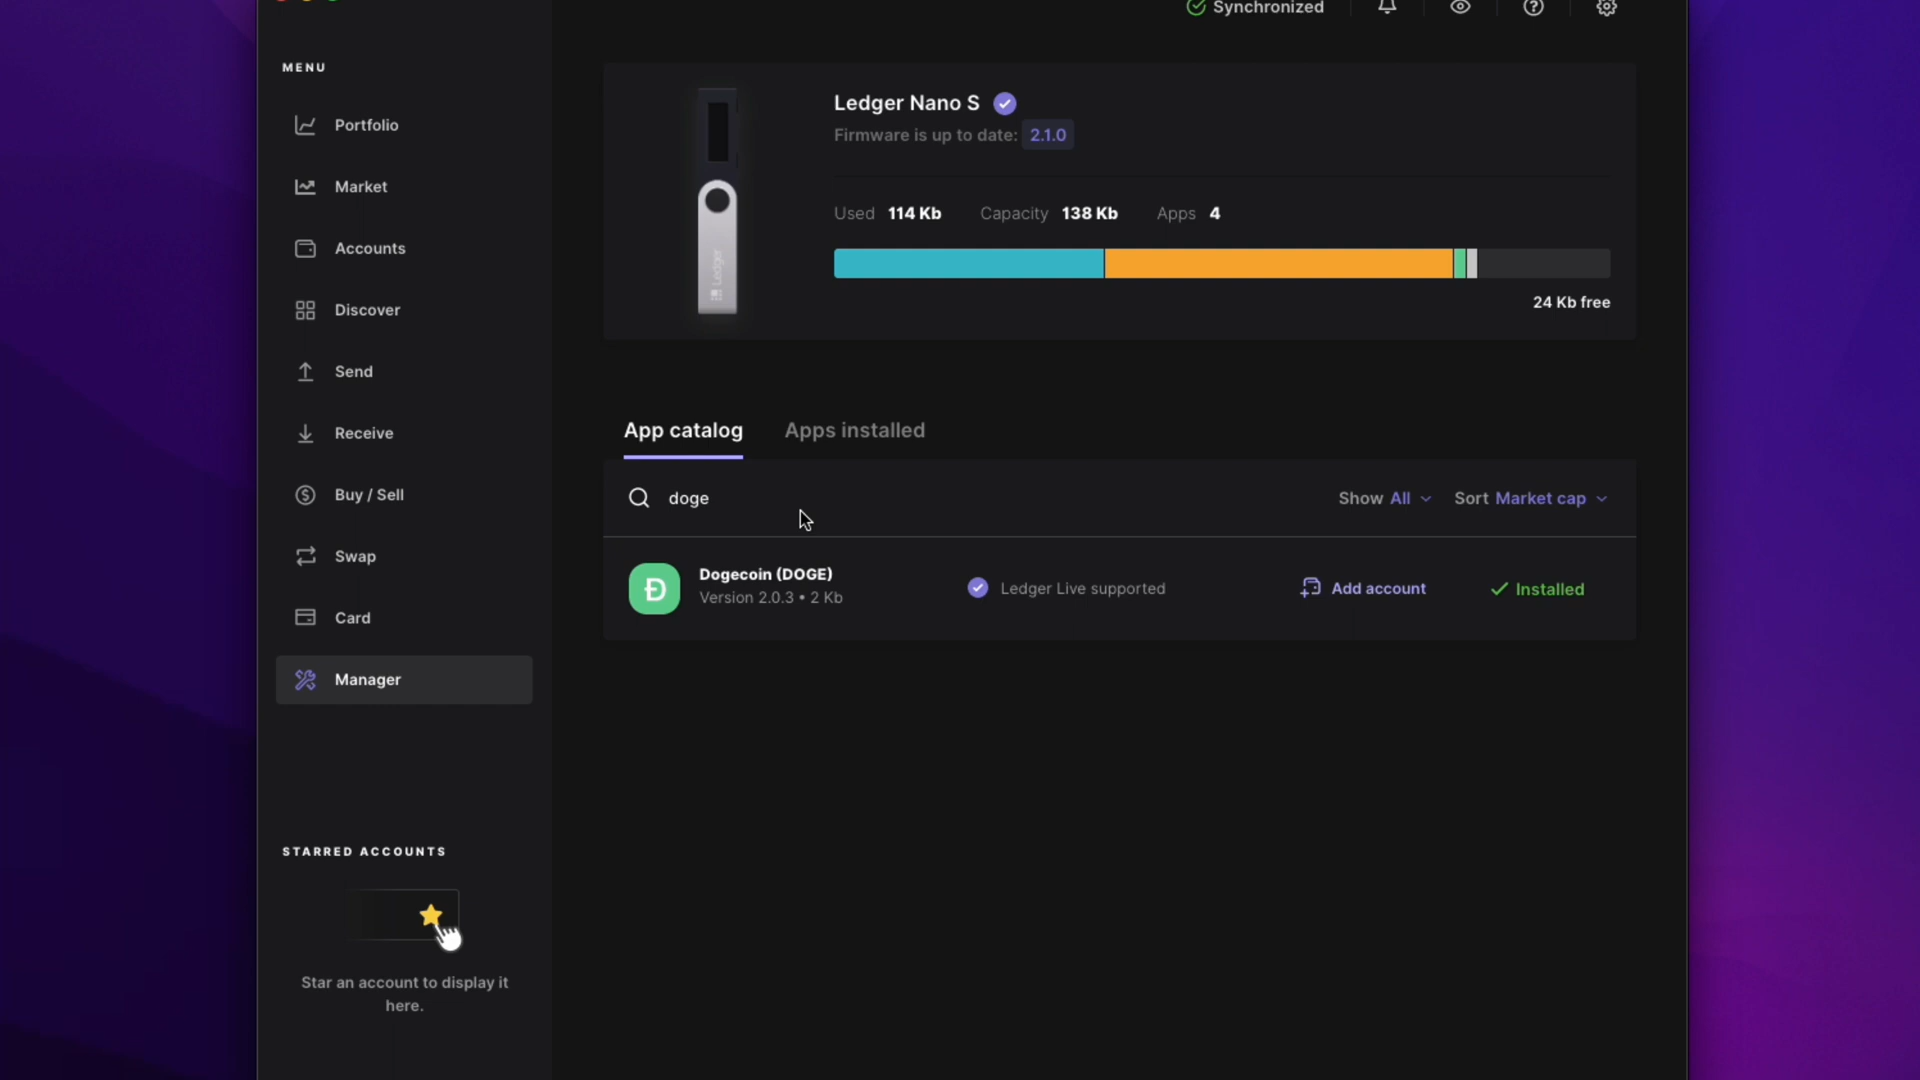 Synchronized
MENU
Portfolio
Market
Accounts
Discover
Send
Receive
Buy / Sell
Swap
Card
Manager
STARRED ACCOUNTS
Star an account to display it
here.
Ledger Nano S
Firmware is up to date: 2.1.0
Used 114 Kb Capacity 138 Kb Apps 4
24 Kb free
Ledger
App catalog Apps installed
doge Show All Sort Market cap
Dogecoin (DOGE)
Version 2.0.3 • 2 Kb
Ledger Live supported
Add account
Installed